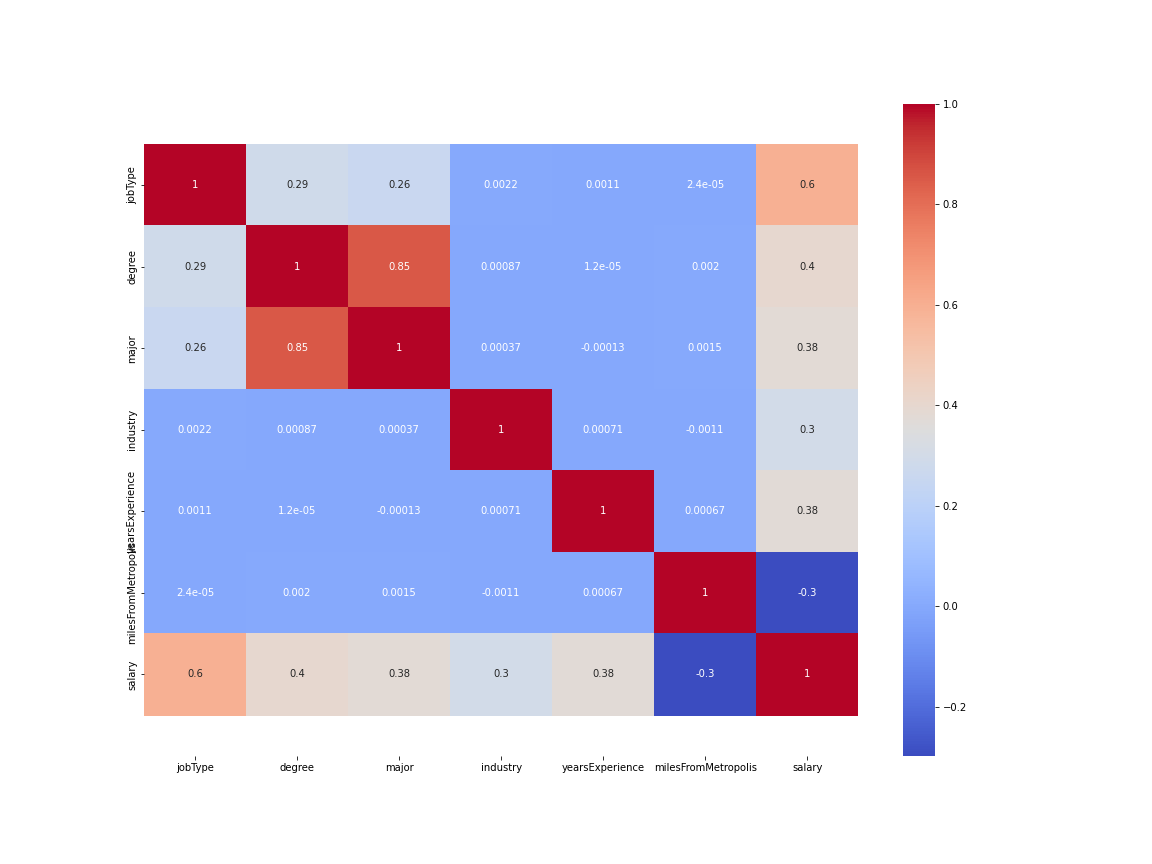 1.0
jobType 1 0.29 0.26 0.0022 0.0011 2.4e-05 0.6
0.8
degree 0.29 1 0.85 0.00087 1.2e-05 0.002 0.4
0.6
major 0.26 0.85 1 0.00037 -0.00013 0.0015 0.38
0.4
industry 0.0022 0.00087 0.00037 1 0.00071 -0.0011 0.3
0.2
yearsExperience 0.0011 1.2e-05 -0.00013 0.00071 1 0.00067 0.38
milesFromMetropolis 2.4e-05 0.002 0.0015 -0.0011 0.00067 1 -0.3
0.0
salary 0.6 0.4 0.38 0.3 0.38 -0.3 1
−0.2
jobType degree major industry yearsExperience milesFromMetropolis salary